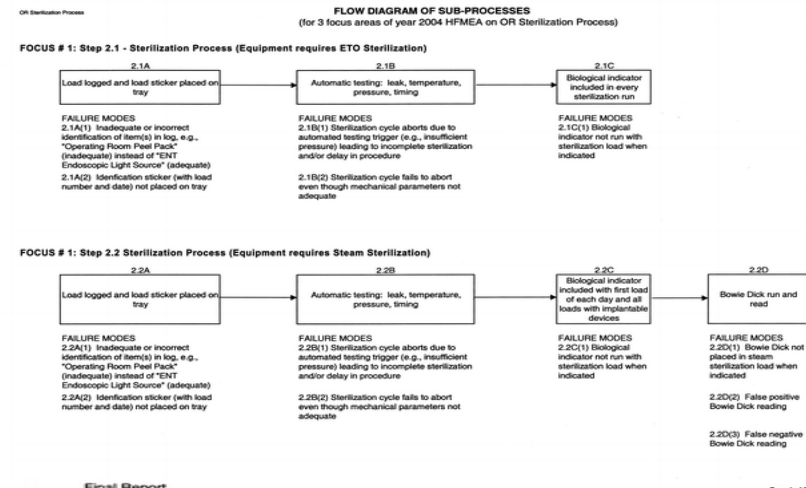 OR Sterilization Process
FLOW DIAGRAM OF SUB-PROCESSES
(for 3 focus areas of year 2004 HFMEA on OR Sterilization Process)
FOCUS # 1: Step 2.1 - Sterilization Process (Equipment requires ETO Sterilization)
2.1A
Load logged and load sticker placed on
tray
FAILURE MODES
2.1A(1) Inadequate or incorrect
identification of item(s) in log, e.g.,
"Operating Room Peel Pack"
(inadequate) instead of "ENT
Endoscopic Light Source" (adequate)
2.1A(2) Idenfication sticker (with load
number and date) not placed on tray
2.1B
Automatic testing: leak, temperature,
pressure, timing
FAILURE MODES
2.1B(1) Sterilization cycle aborts due to
automated testing trigger (e.g., insufficient
pressure) leading to incomplete sterilization
and/or delay in procedure
2.1B(2) Sterilization cycle fails to abort
even though mechanical parameters not
adequate
2.1C
Biological indicator
included in every
sterilization run
FAILURE MODES
2.1C(1) Biological
indicator not run with
sterilization load when
indicated
FOCUS # 1: Step 2.2 Sterilization Process (Equipment requires Steam Sterilization)
2.2A
Load logged and load sticker placed on
tray
FAILURE MODES
2.2A(1) Inadequate or incorrect
identification of item(s) in log, e.g.,
"Operating Room Peel Pack"
(inadequate) instead of "ENT
Endoscopic Light Source" (adequate)
2.2A(2) Idenfication sticker (with load
number and date) not placed on tray
2.2B
Automatic testing: leak, temperature,
pressure, timing
FAILURE MODES
2.2B(1) Sterilization cycle aborts due to
automated testing trigger (e.g., insufficient
pressure) leading to incomplete sterilization
and/or delay in procedure
2.2B(2) Sterilization cycle fails to abort
even though mechanical parameters not
adequate
2.2C
Biological indicator
included with first load
of each day and all
loads with implantable
devices
FAILURE MODES
2.2C(1) Biological
indicator not run with
sterilization load when
indicated
2.2D
Bowie Dick run and
read
FAILURE MODES
2.2D(1) Bowie Dick not
placed in steam
sterilization load when
indicated
2.2D(2) False positive
Bowie Dick reading
2.2D(3) False negative
Bowie Dick reading
Final Report